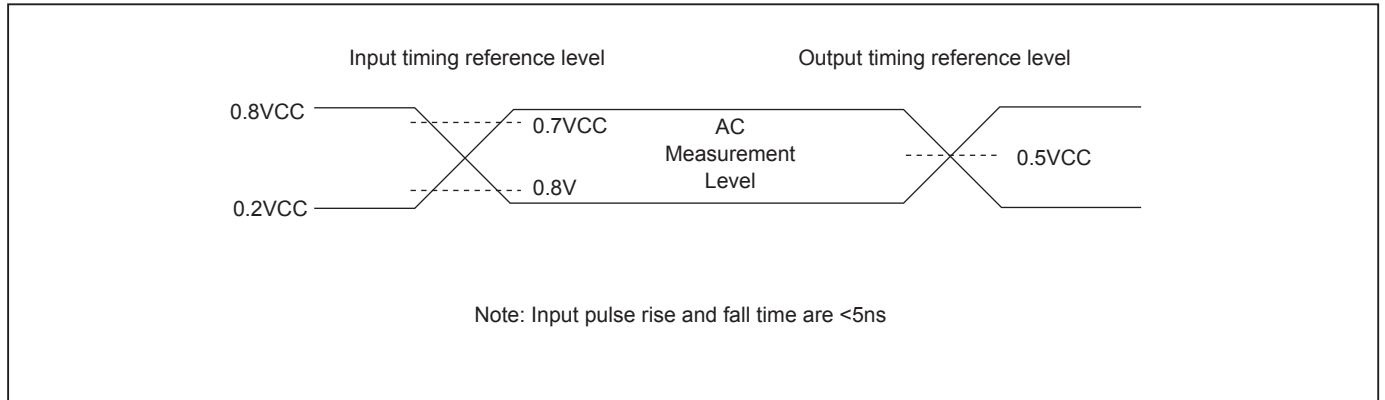 Input timing reference level
Output timing reference level
0.8VCC
0.7VCC
AC
Measurement
Level
0.5VCC
0.8V
0.2VCC
Note: Input pulse rise and fall time are <5ns